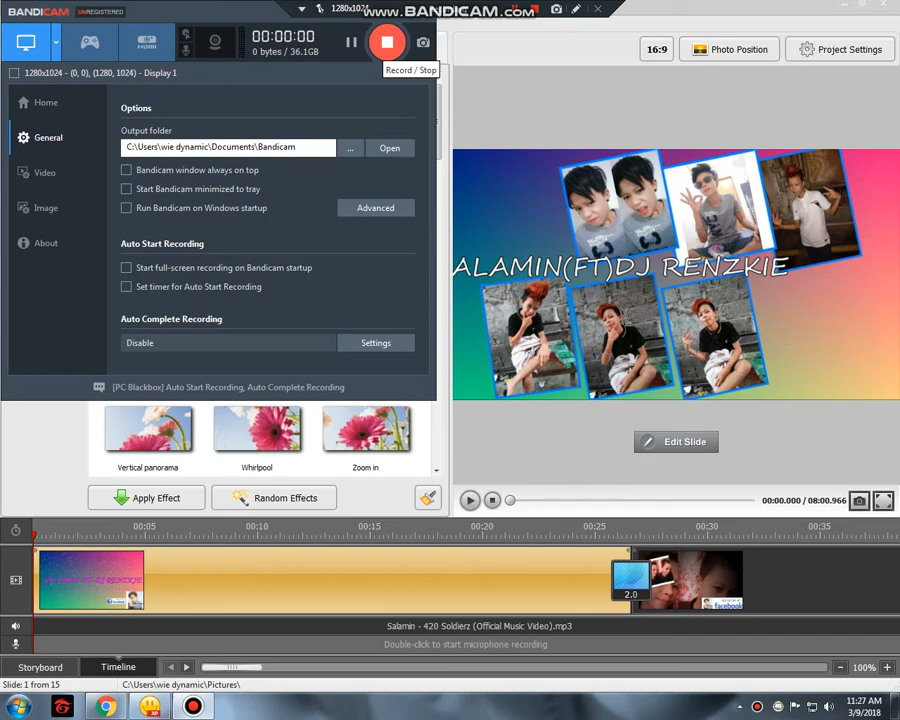 BANDICAM UNREGISTERED
1280x1024
www.BANDICAM.com
HDMI
00:00:00
0 bytes / 36.1GB
Record / Stop
1280x1024 - (0, 0), (1280, 1024) - Display 1
Home
General
Video
Image
About
Options
Output folder
C:\Users\wie dynamic\Documents\Bandicam
...
Open
Bandicam window always on top
Start Bandicam minimized to tray
Run Bandicam on Windows startup
Advanced
Auto Start Recording
Start full-screen recording on Bandicam startup
Set timer for Auto Start Recording
Auto Complete Recording
Disable
Settings
[PC Blackbox] Auto Start Recording, Auto Complete Recording
Vertical panorama
Whirlpool
Zoom in
Apply Effect
Random Effects
16:9
Photo Position
Project Settings
ALAMIN(FT)DJ RENZKIE
Edit Slide
00:00.000 / 08:00.966
00:05
00:10
00:15
00:20
00:25
00:30
00:35
2.0
facebook
Salamin - 420 Soldierz (Official Music Video).mp3
Double-click to start microphone recording
Storyboard
Timeline
100%
Slide: 1 from 15
C:\Users\wie dynamic\Pictures\
11:27 AM
3/9/2018